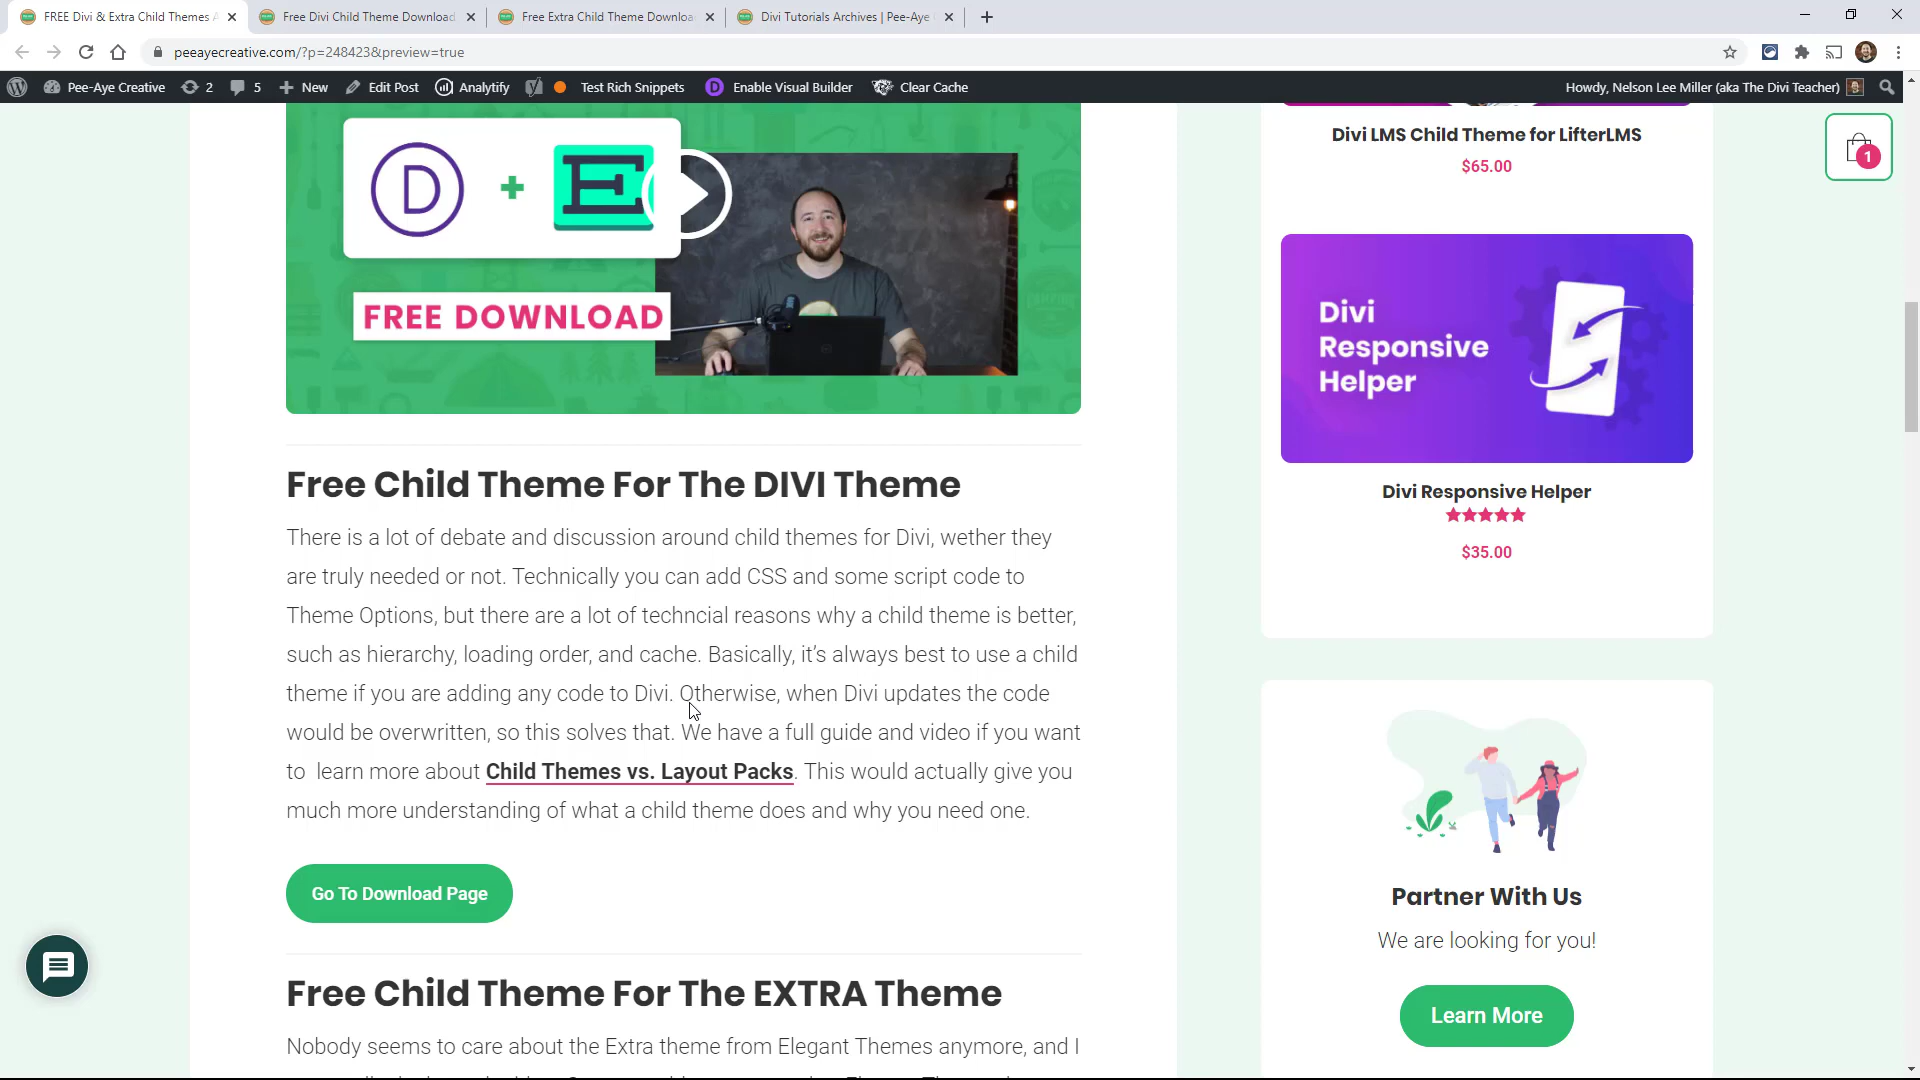 FREE Divi & Extra Child Themes A
Free Divi Child Theme Download
Free Extra Child Theme Downloa
Divi Tutorials Archives | Pee-Aye
peeayecreative.com/?p=248423&preview=true
Pee-Aye Creative
2
5
New
Edit Post
Analytify
Test Rich Snippets
Enable Visual Builder
Clear Cache
Howdy, Nelson Lee Miller (aka The Divi Teacher)
D + E
FREE DOWNLOAD
Free Child Theme For The DIVI Theme
There is a lot of debate and discussion around child themes for Divi, wether they
are truly needed or not. Technically you can add CSS and some script code to
Theme Options, but there are a lot of techncial reasons why a child theme is better,
such as hierarchy, loading order, and cache. Basically, it's always best to use a child
theme if you are adding any code to Divi. Otherwise, when Divi updates the code
would be overwritten, so this solves that. We have a full guide and video if you want
to learn more about Child Themes vs. Layout Packs. This would actually give you
much more understanding of what a child theme does and why you need one.
Go To Download Page
Free Child Theme For The EXTRA Theme
Nobody seems to care about the Extra theme from Elegant Themes anymore, and I
Divi LMS Child Theme for LifterLMS
$65.00
1
Divi
Responsive
Helper
Divi Responsive Helper
$35.00
Partner With Us
We are looking for you!
Learn More